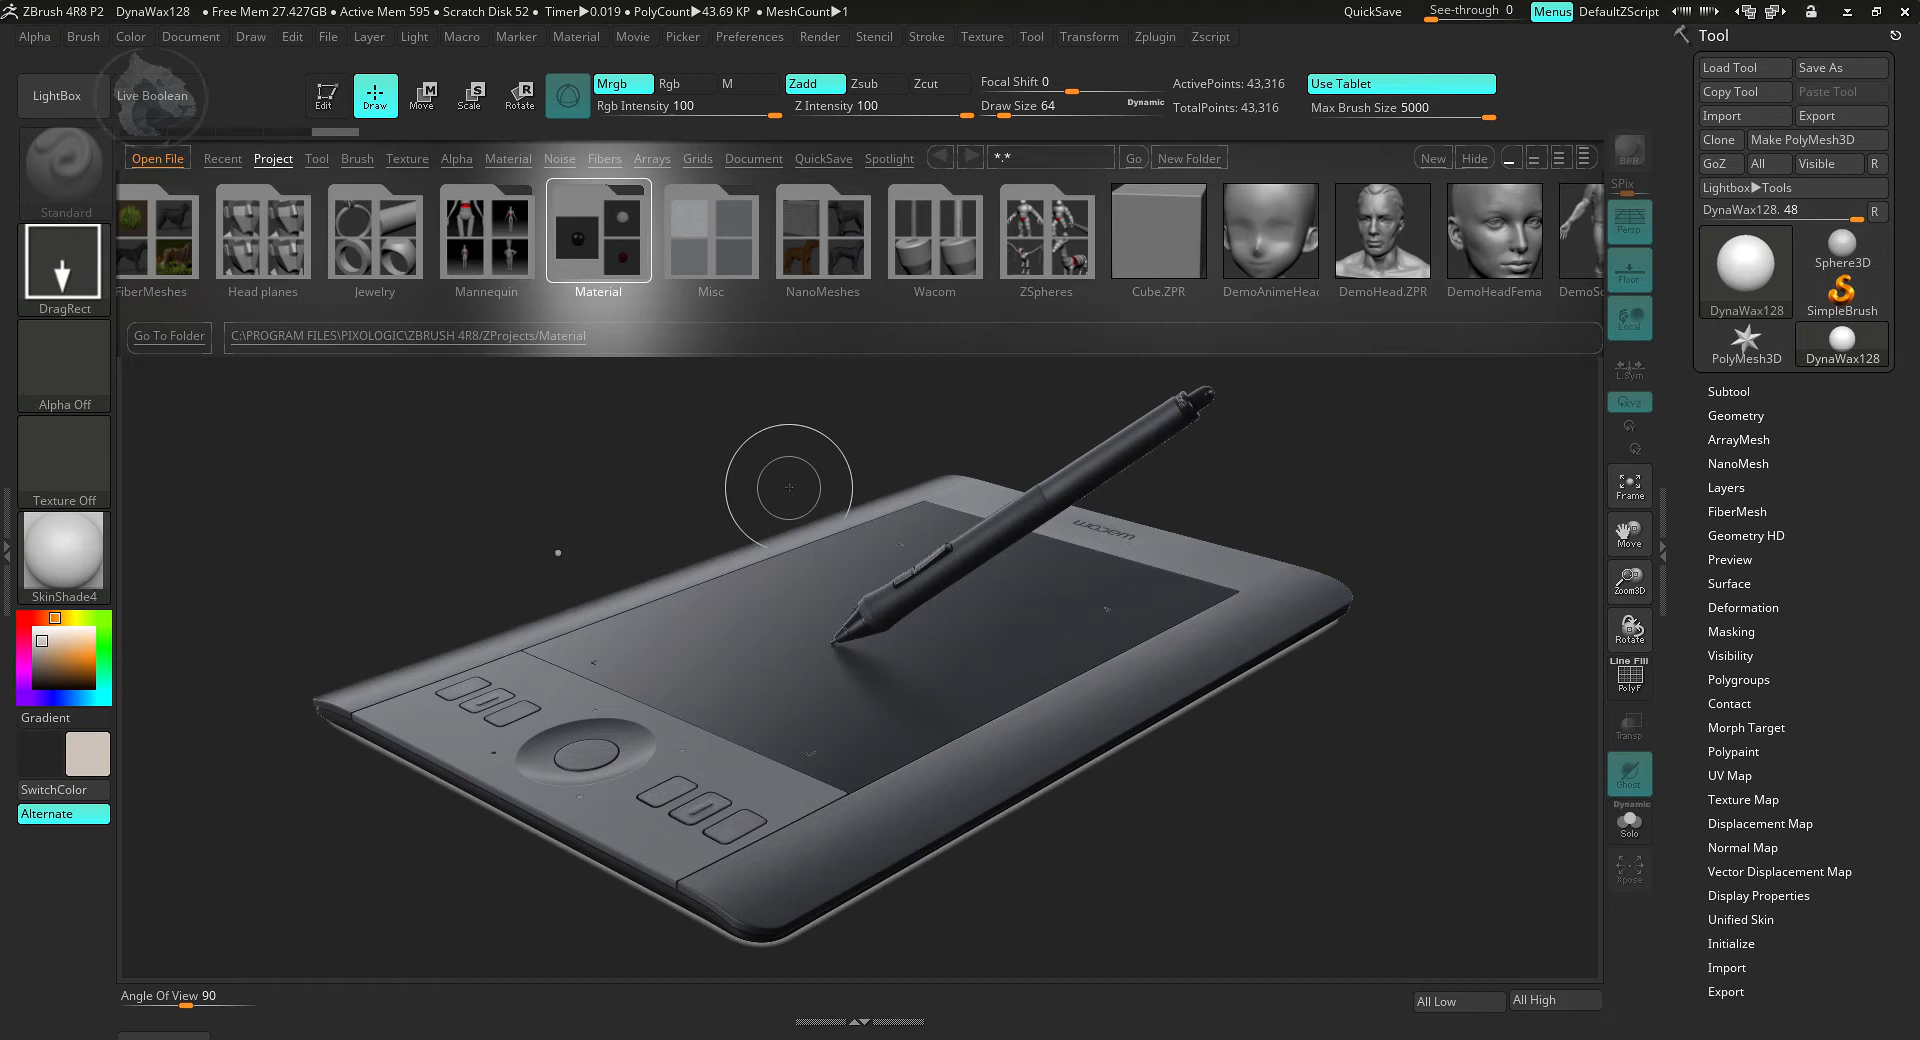 ZBrush 4R8 P2 DynaWax128 • Free Mem 27.427GB • Active Mem 595 • Scratch Disk 52 • Timer▶0.019 • PolyCount▶43.69 KP • MeshCount▶1 QuickSave See-through 0 Menus DefaultZScript
Alpha Brush Color Document Draw Edit File Layer Light Macro Marker Material Movie Picker Preferences Render Stencil Stroke Texture Tool Transform Zplugin Zscript
Tool
LightBox Live Boolean Edit Draw Move Scale Rotate
Mrgb Rgb M Zadd Zsub Zcut Focal Shift 0 ActivePoints: 43,316 Use Tablet
Rgb Intensity 100 Z Intensity 100 Draw Size 64 Dynamic TotalPoints: 43,316 Max Brush Size 5000
Open File Recent Project Tool Brush Texture Alpha Material Noise Fibers Arrays Grids Document QuickSave Spotlight *.* Go New Folder New Hide
FiberMeshes Head planes Jewelry Mannequin Material Misc NanoMeshes Wacom ZSpheres Cube.ZPR DemoAnimeHead DemoHead.ZPR DemoHeadFema DemoSo
Go To Folder C:\PROGRAM FILES\PIXOLOGIC\ZBRUSH 4R8/ZProjects/Material
Standard
DragRect
Alpha Off
Texture Off
SkinShade4
Gradient
SwitchColor
Alternate
wacom
Angle Of View 90
All Low All High
BPR
SPix
Persp
Floor
Local
L.Sym
XYZ
Y
Z
Frame
Move
Zoom3D
Rotate
Line Fill
PolyF
Transp
Ghost
Dynamic
Solo
Xpose
Load Tool Save As
Copy Tool Paste Tool
Import Export
Clone Make PolyMesh3D
GoZ All Visible R
Lightbox▶Tools
DynaWax128. 48 R
DynaWax128 Sphere3D
SimpleBrush
PolyMesh3D DynaWax128
Subtool
Geometry
ArrayMesh
NanoMesh
Layers
FiberMesh
Geometry HD
Preview
Surface
Deformation
Masking
Visibility
Polygroups
Contact
Morph Target
Polypaint
UV Map
Texture Map
Displacement Map
Normal Map
Vector Displacement Map
Display Properties
Unified Skin
Initialize
Import
Export